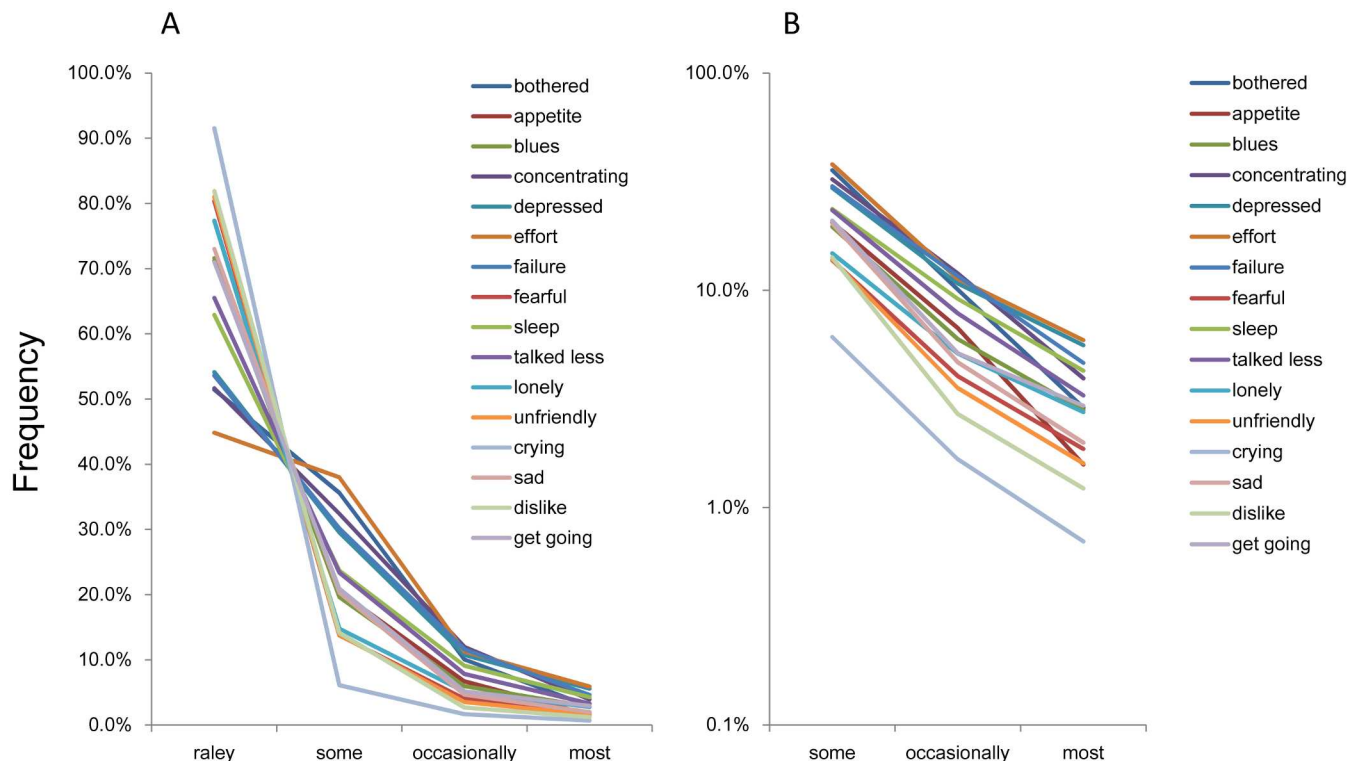 A
B
Frequency
100.0%
90.0%
80.0%
70.0%
60.0%
50.0%
40.0%
30.0%
20.0%
10.0%
0.0%
raley
some
occasionally
most
bothered
appetite
blues
concentrating
depressed
effort
failure
fearful
sleep
talked less
lonely
unfriendly
crying
sad
dislike
get going
100.0%
10.0%
1.0%
0.1%
some
occasionally
most
bothered
appetite
blues
concentrating
depressed
effort
failure
fearful
sleep
talked less
lonely
unfriendly
crying
sad
dislike
get going